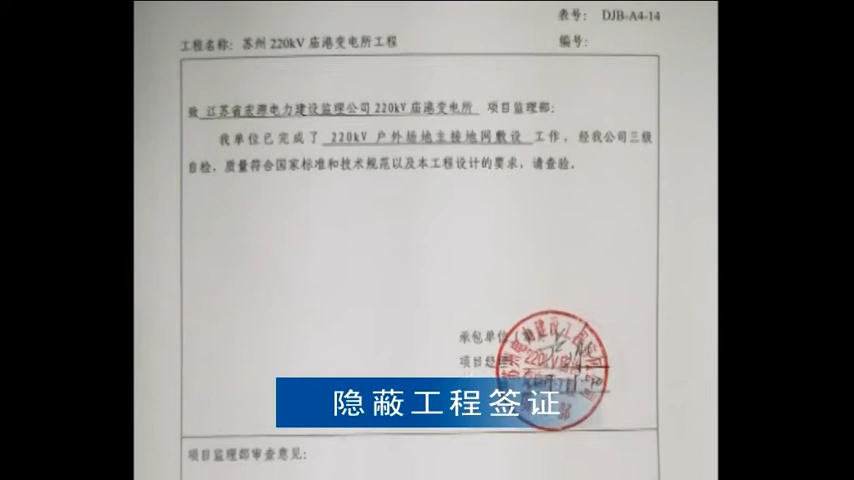 表号： DJB-A4-14
工程名称：苏州 220kV 庙港变电所工程
编号：
致 江苏省宏源电力建设监理公司 220kV 庙港变电所 项目监理部：
我单位已完成了 220kV 户外场地主接地网敷设 工作，经我公司三级
自检，质量符合国家标准和技术规范以及本工程设计的要求，请查验。
承包单位
项目经理
隐蔽工程签证
项目监理部审查意见：